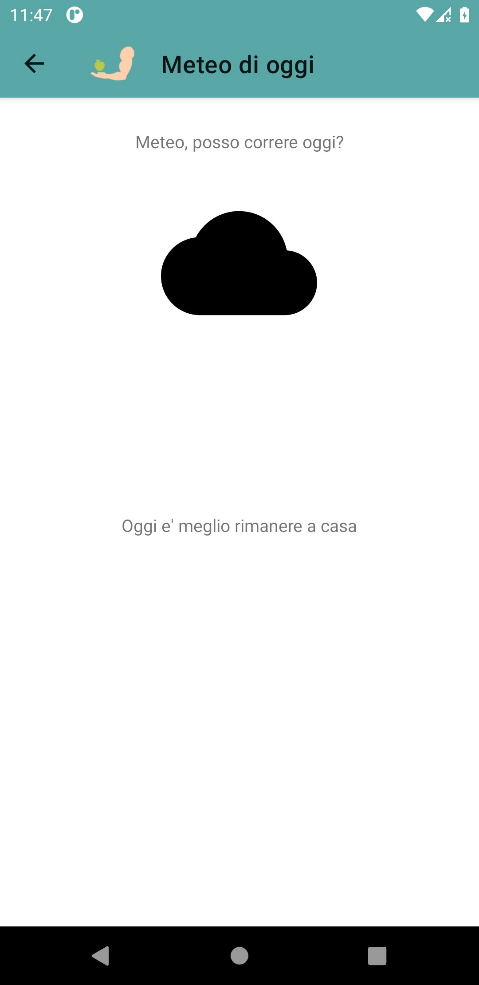 11:47
Meteo di oggi
Meteo, posso correre oggi?
Oggi e' meglio rimanere a casa